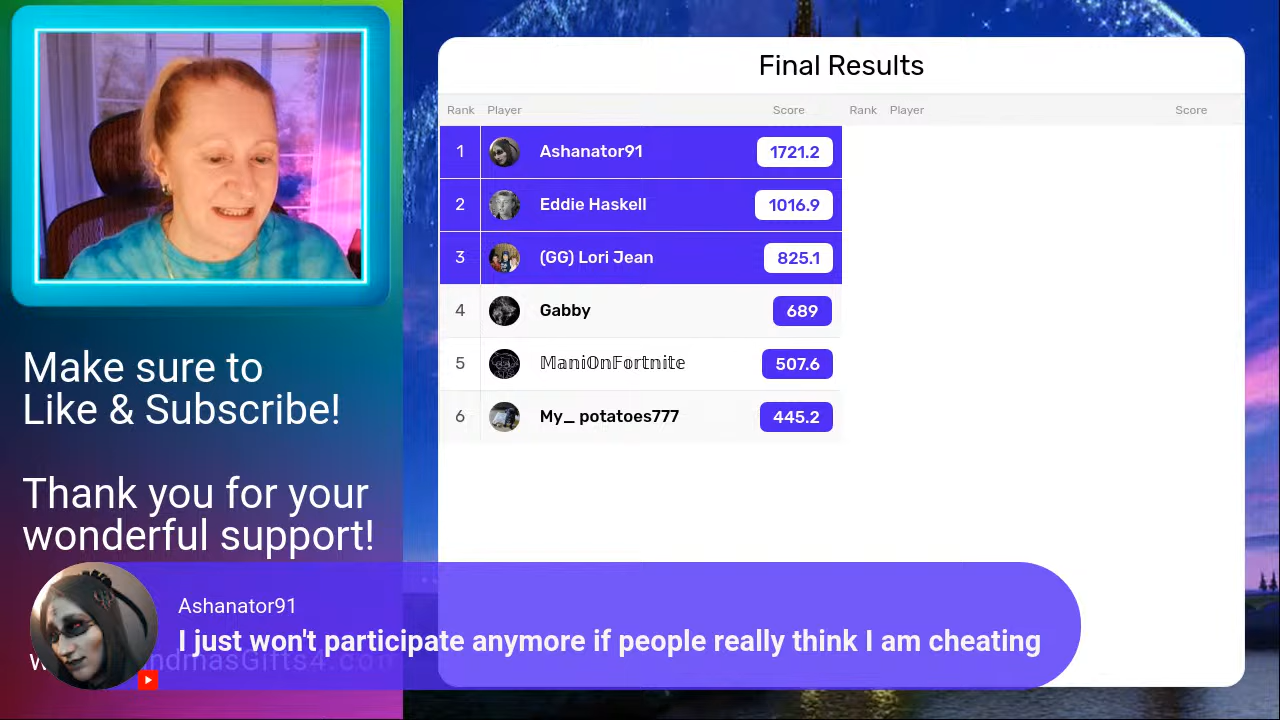 Final Results
Rank Player Score Rank Player Score
1 Ashanator91 1721.2
2 Eddie Haskell 1016.9
3 (GG) Lori Jean 825.1
4 Gabby 689
5 𝕄𝕒𝕟𝕚𝕆𝕟𝔽𝕠𝕣𝕥𝕟𝕚𝕥𝕖 507.6
6 My_ potatoes777 445.2
Make sure to
Like & Subscribe!
Thank you for your
wonderful support!
Ashanator91
I just won't participate anymore if people really think I am cheating